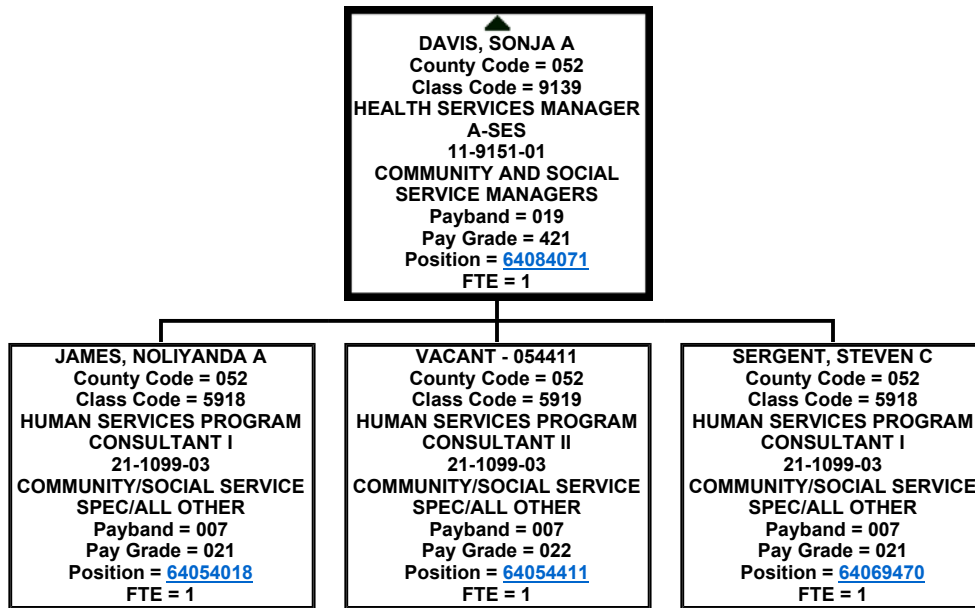 DAVIS, SONJA A
County Code = 052
Class Code = 9139
HEALTH SERVICES MANAGER
A-SES
11-9151-01
COMMUNITY AND SOCIAL
SERVICE MANAGERS
Payband = 019
Pay Grade = 421
Position = 64084071
FTE = 1
JAMES, NOLIYANDA A
County Code = 052
Class Code = 5918
HUMAN SERVICES PROGRAM
CONSULTANT I
21-1099-03
COMMUNITY/SOCIAL SERVICE
SPEC/ALL OTHER
Payband = 007
Pay Grade = 021
Position = 64054018
FTE = 1
VACANT - 054411
County Code = 052
Class Code = 5919
HUMAN SERVICES PROGRAM
CONSULTANT II
21-1099-03
COMMUNITY/SOCIAL SERVICE
SPEC/ALL OTHER
Payband = 007
Pay Grade = 022
Position = 64054411
FTE = 1
SERGENT, STEVEN C
County Code = 052
Class Code = 5918
HUMAN SERVICES PROGRAM
CONSULTANT I
21-1099-03
COMMUNITY/SOCIAL SERVICE
SPEC/ALL OTHER
Payband = 007
Pay Grade = 021
Position = 64069470
FTE = 1